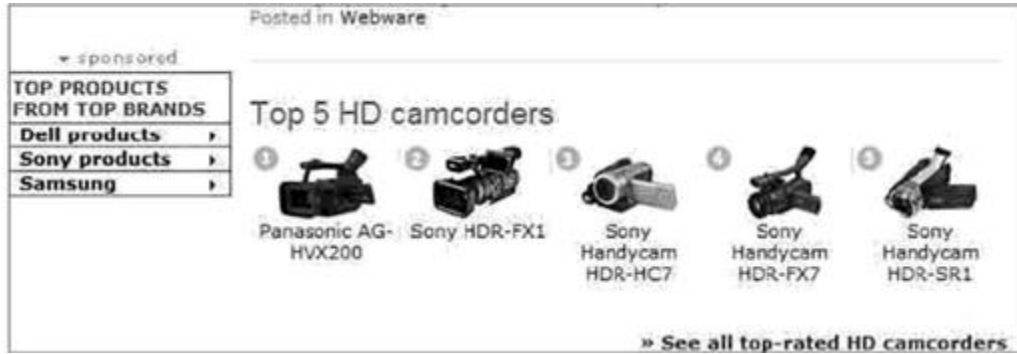 Posted in Webware
sponsored
TOP PRODUCTS
FROM TOP BRANDS
Dell products
Sony products
Samsung
Top 5 HD camcorders
1
2
3
4
5
Panasonic AG-
HVX200
Sony HDR-FX1
Sony
Handycam
HDR-HC7
Sony
Handycam
HDR-FX7
Sony
Handycam
HDR-SR1
» See all top-rated HD camcorders